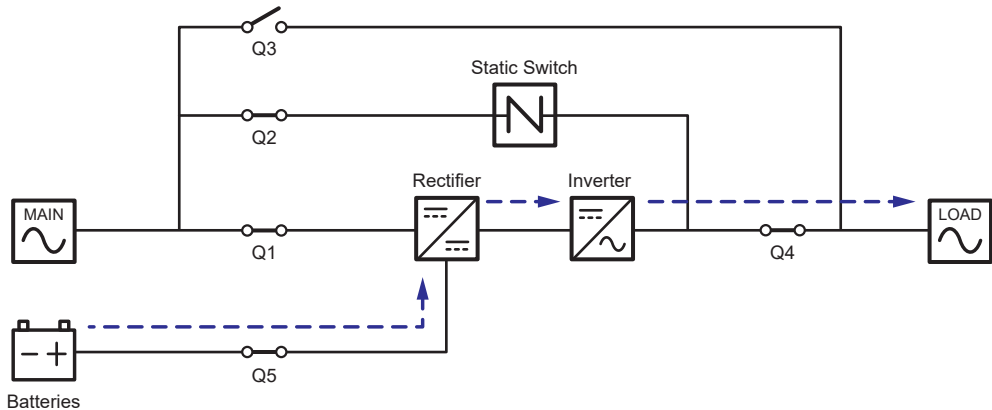 Q3
Static Switch
Q2
Rectifier
Inverter
MAIN
LOAD
Q1
Q4
Q5
Batteries